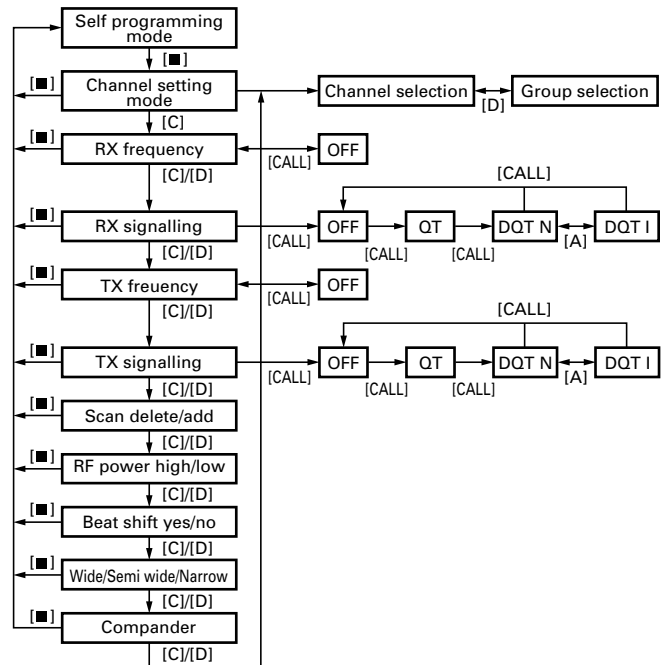 Self programming
mode
[■]
[■]
Channel setting
mode
Channel selection
[D]
Group selection
[C]
[■]
RX frequency
[CALL]
OFF
[C]/[D]
[CALL]
[■]
RX signalling
[CALL]
OFF
[CALL]
QT
[CALL]
DQT N
[A]
DQT I
[C]/[D]
[■]
TX freuency
[CALL]
OFF
[C]/[D]
[CALL]
[■]
TX signalling
[CALL]
OFF
[CALL]
QT
[CALL]
DQT N
[A]
DQT I
[C]/[D]
[■]
Scan delete/add
[C]/[D]
[■]
RF power high/low
[C]/[D]
[■]
Beat shift yes/no
[C]/[D]
[■]
Wide/Semi wide/Narrow
[C]/[D]
[■]
Compander
[C]/[D]